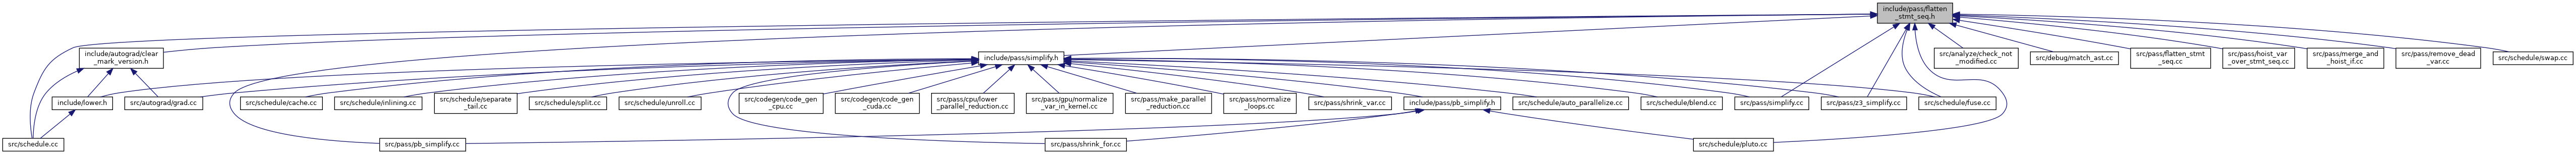 include/pass/flatten
_stmt_seq.h
include/autograd/clear
_mark_version.h
include/pass/simplify.h
src/analyze/check_not
_modified.cc
src/debug/match_ast.cc
src/pass/flatten_stmt
_seq.cc
src/pass/hoist_var
_over_stmt_seq.cc
src/pass/merge_and
_hoist_if.cc
src/pass/remove_dead
_var.cc
src/schedule/swap.cc
include/lower.h
src/autograd/grad.cc
src/schedule/cache.cc
src/schedule/inlining.cc
src/schedule/separate
_tail.cc
src/schedule/split.cc
src/schedule/unroll.cc
src/codegen/code_gen
_cpu.cc
src/codegen/code_gen
_cuda.cc
src/pass/cpu/lower
_parallel_reduction.cc
src/pass/gpu/normalize
_var_in_kernel.cc
src/pass/make_parallel
_reduction.cc
src/pass/normalize
_loops.cc
src/pass/shrink_var.cc
include/pass/pb_simplify.h
src/schedule/auto_parallelize.cc
src/schedule/blend.cc
src/pass/simplify.cc
src/pass/z3_simplify.cc
src/schedule/fuse.cc
src/schedule.cc
src/pass/pb_simplify.cc
src/pass/shrink_for.cc
src/schedule/pluto.cc